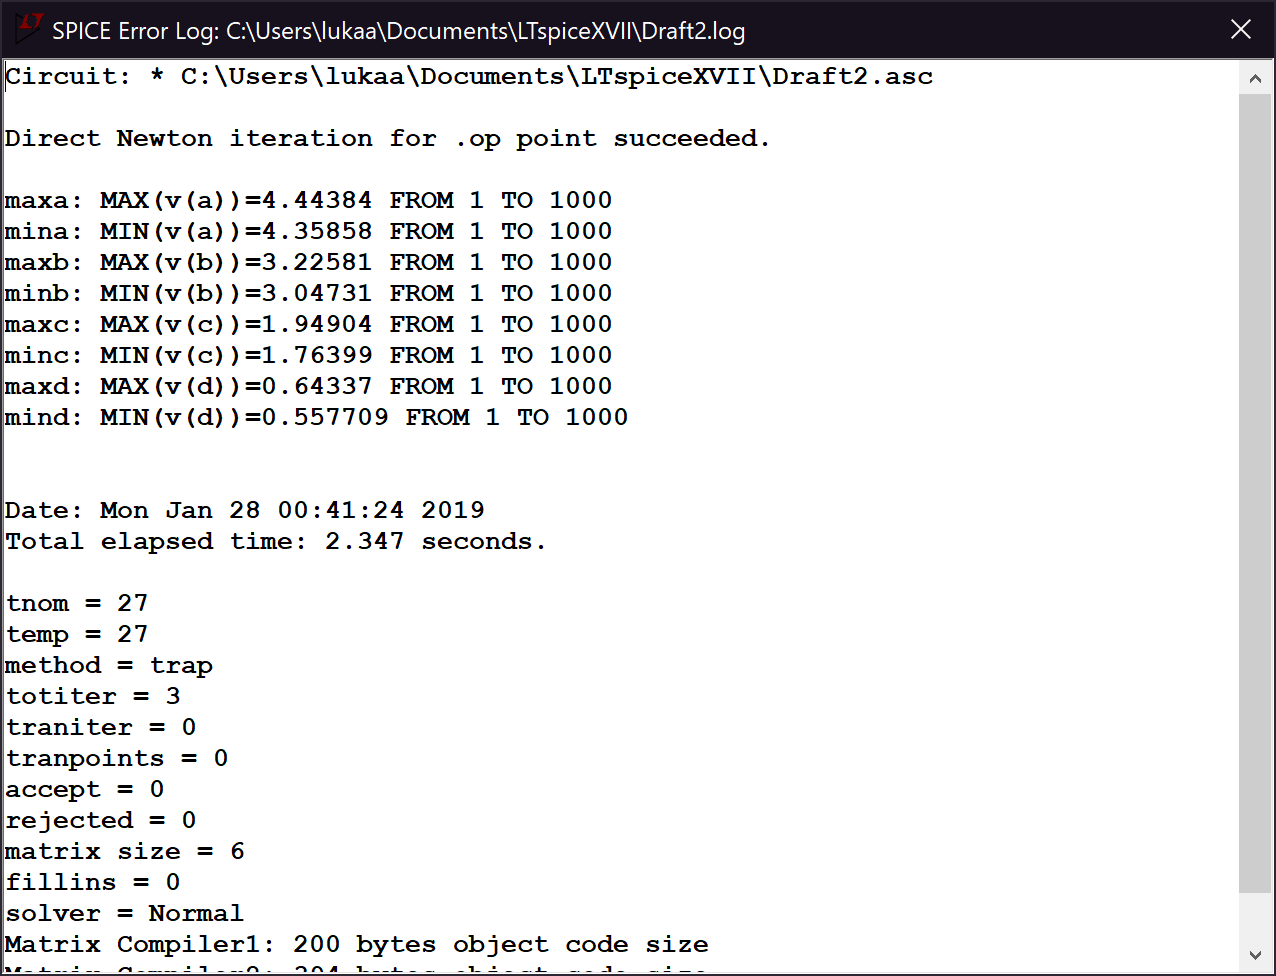 SPICE Error Log: C:\Users\lukaa\Documents\LTspiceXVII\Draft2.log
Circuit: * C:\Users\lukaa\Documents\LTspiceXVII\Draft2.asc
Direct Newton iteration for .op point succeeded.
maxa: MAX(v(a))=4.44384 FROM 1 TO 1000
mina: MIN(v(a))=4.35858 FROM 1 TO 1000
maxb: MAX(v(b))=3.22581 FROM 1 TO 1000
minb: MIN(v(b))=3.04731 FROM 1 TO 1000
maxc: MAX(v(c))=1.94904 FROM 1 TO 1000
minc: MIN(v(c))=1.76399 FROM 1 TO 1000
maxd: MAX(v(d))=0.64337 FROM 1 TO 1000
mind: MIN(v(d))=0.557709 FROM 1 TO 1000
Date: Mon Jan 28 00:41:24 2019
Total elapsed time: 2.347 seconds.
tnom = 27
temp = 27
method = trap
totiter = 3
traniter = 0
tranpoints = 0
accept = 0
rejected = 0
matrix size = 6
fillins = 0
solver = Normal
Matrix Compiler1: 200 bytes object code size